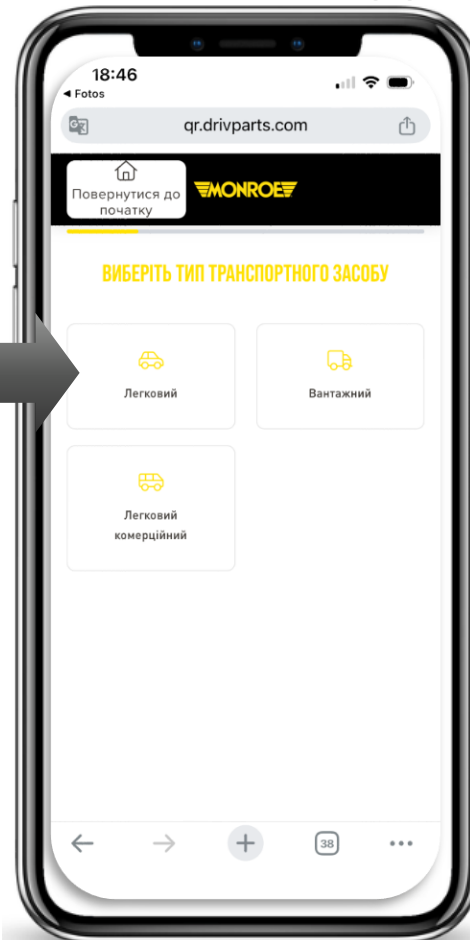 18:46
◀ Fotos
qr.drivparts.com
Повернутися до
початку
MONROE
ВИБЕРІТЬ ТИП ТРАНСПОРТНОГО ЗАСОБУ
Легковий
Вантажний
Легковий
комерційний
38